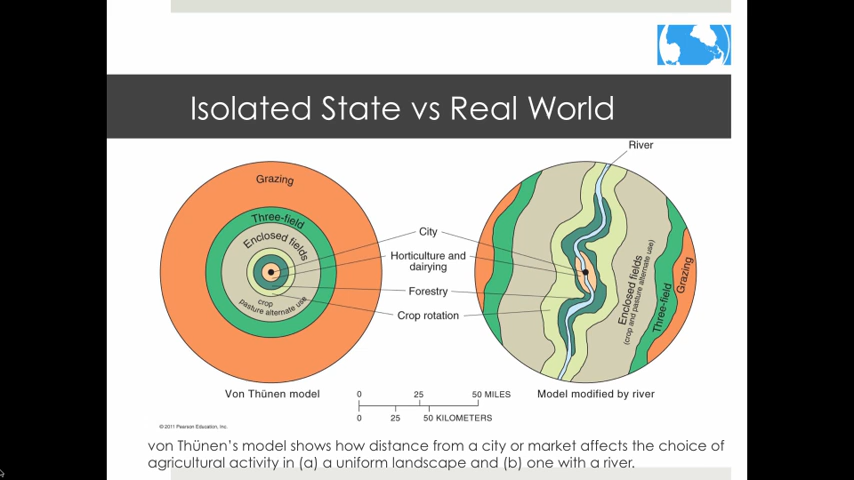 Isolated State vs Real World
River
Grazing
Three-field
Enclosed fields
crop
pasture alternate use
City
Horticulture and
dairying
Forestry
Crop rotation
Enclosed fields
(crop and pasture alternate use)
Three-field
Grazing
Von Thünen model
0 25 50 MILES
0 25 50 KILOMETERS
Model modified by river
© 2011 Pearson Education, Inc.
von Thünen's model shows how distance from a city or market affects the choice of
agricultural activity in (a) a uniform landscape and (b) one with a river.